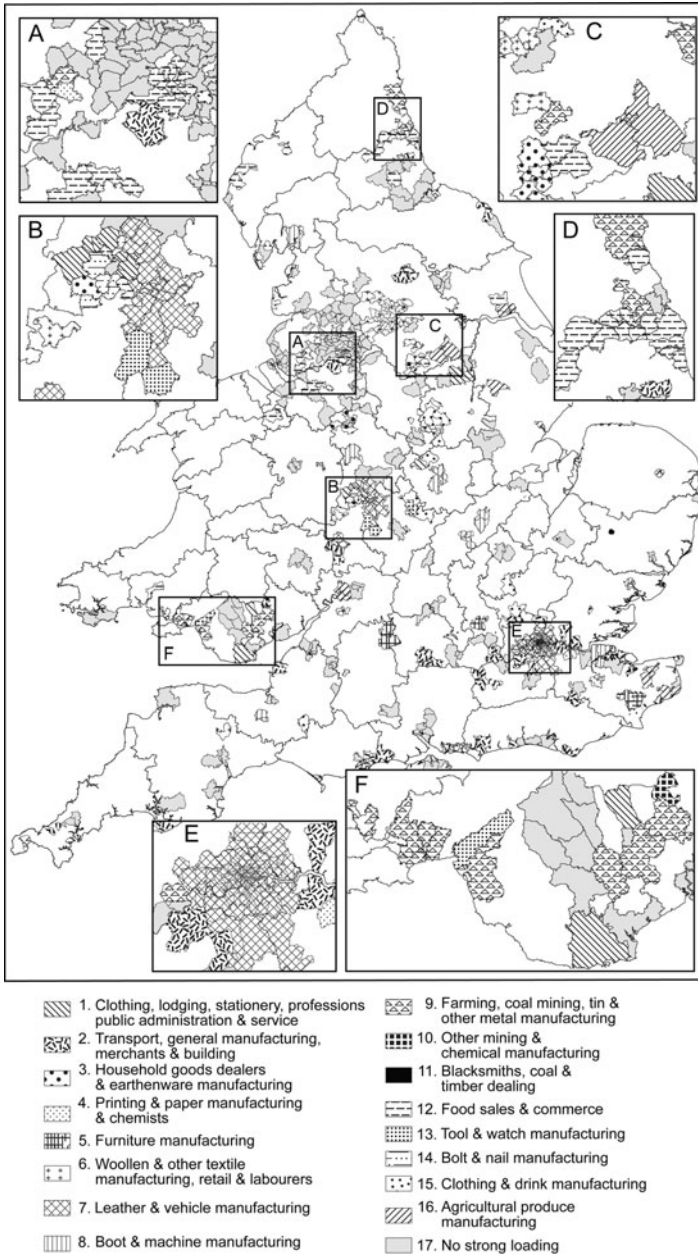 A
C
D
B
D
A
C
B
F
E
F
E
1. Clothing, lodging, stationery, professions
public administration & service
2. Transport, general manufacturing,
merchants & building
3. Household goods dealers
& earthenware manufacturing
4. Printing & paper manufacturing
& chemists
5. Furniture manufacturing
6. Woollen & other textile
manufacturing, retail & labourers
7. Leather & vehicle manufacturing
8. Boot & machine manufacturing
9. Farming, coal mining, tin &
other metal manufacturing
10. Other mining &
chemical manufacturing
11. Blacksmiths, coal &
timber dealing
12. Food sales & commerce
13. Tool & watch manufacturing
14. Bolt & nail manufacturing
15. Clothing & drink manufacturing
16. Agricultural produce
manufacturing
17. No strong loading